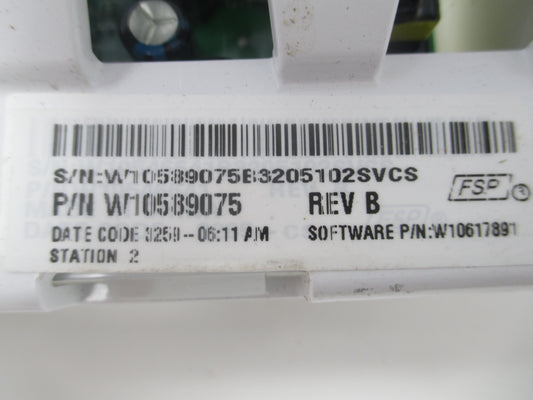 S/N:W10589075B3205102SVCS
P/N W10589075 REV B FSP®
DATE CODE 3259--06:11 AM SOFTWARE P/N:W10617891
STATION 2